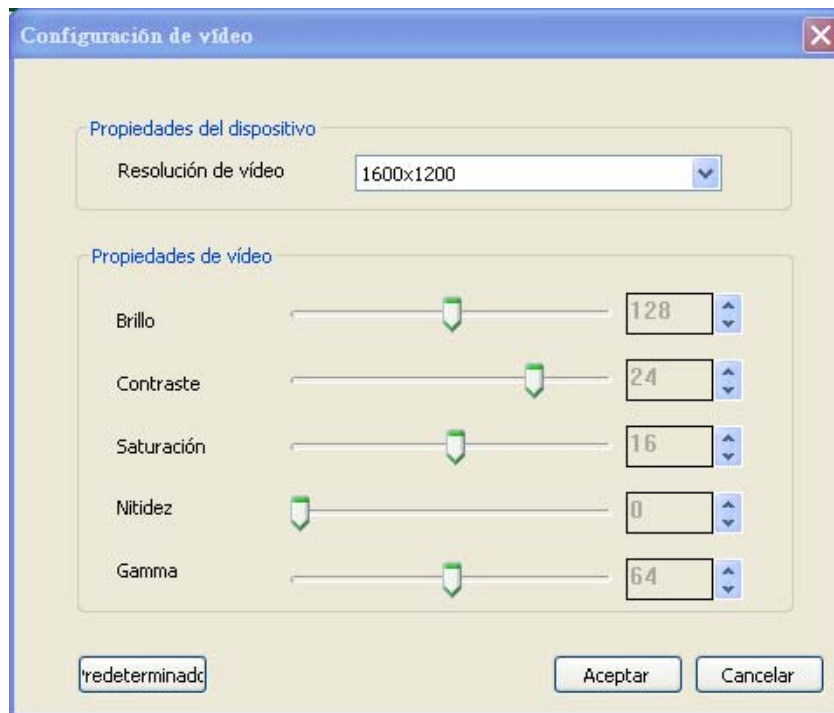 Configuración de vídeo
Propiedades del dispositivo
Resolución de vídeo 1600x1200
Propiedades de vídeo
Brillo 128
Contraste 24
Saturación 16
Nitidez 0
Gamma 64
redeterminado Aceptar Cancelar